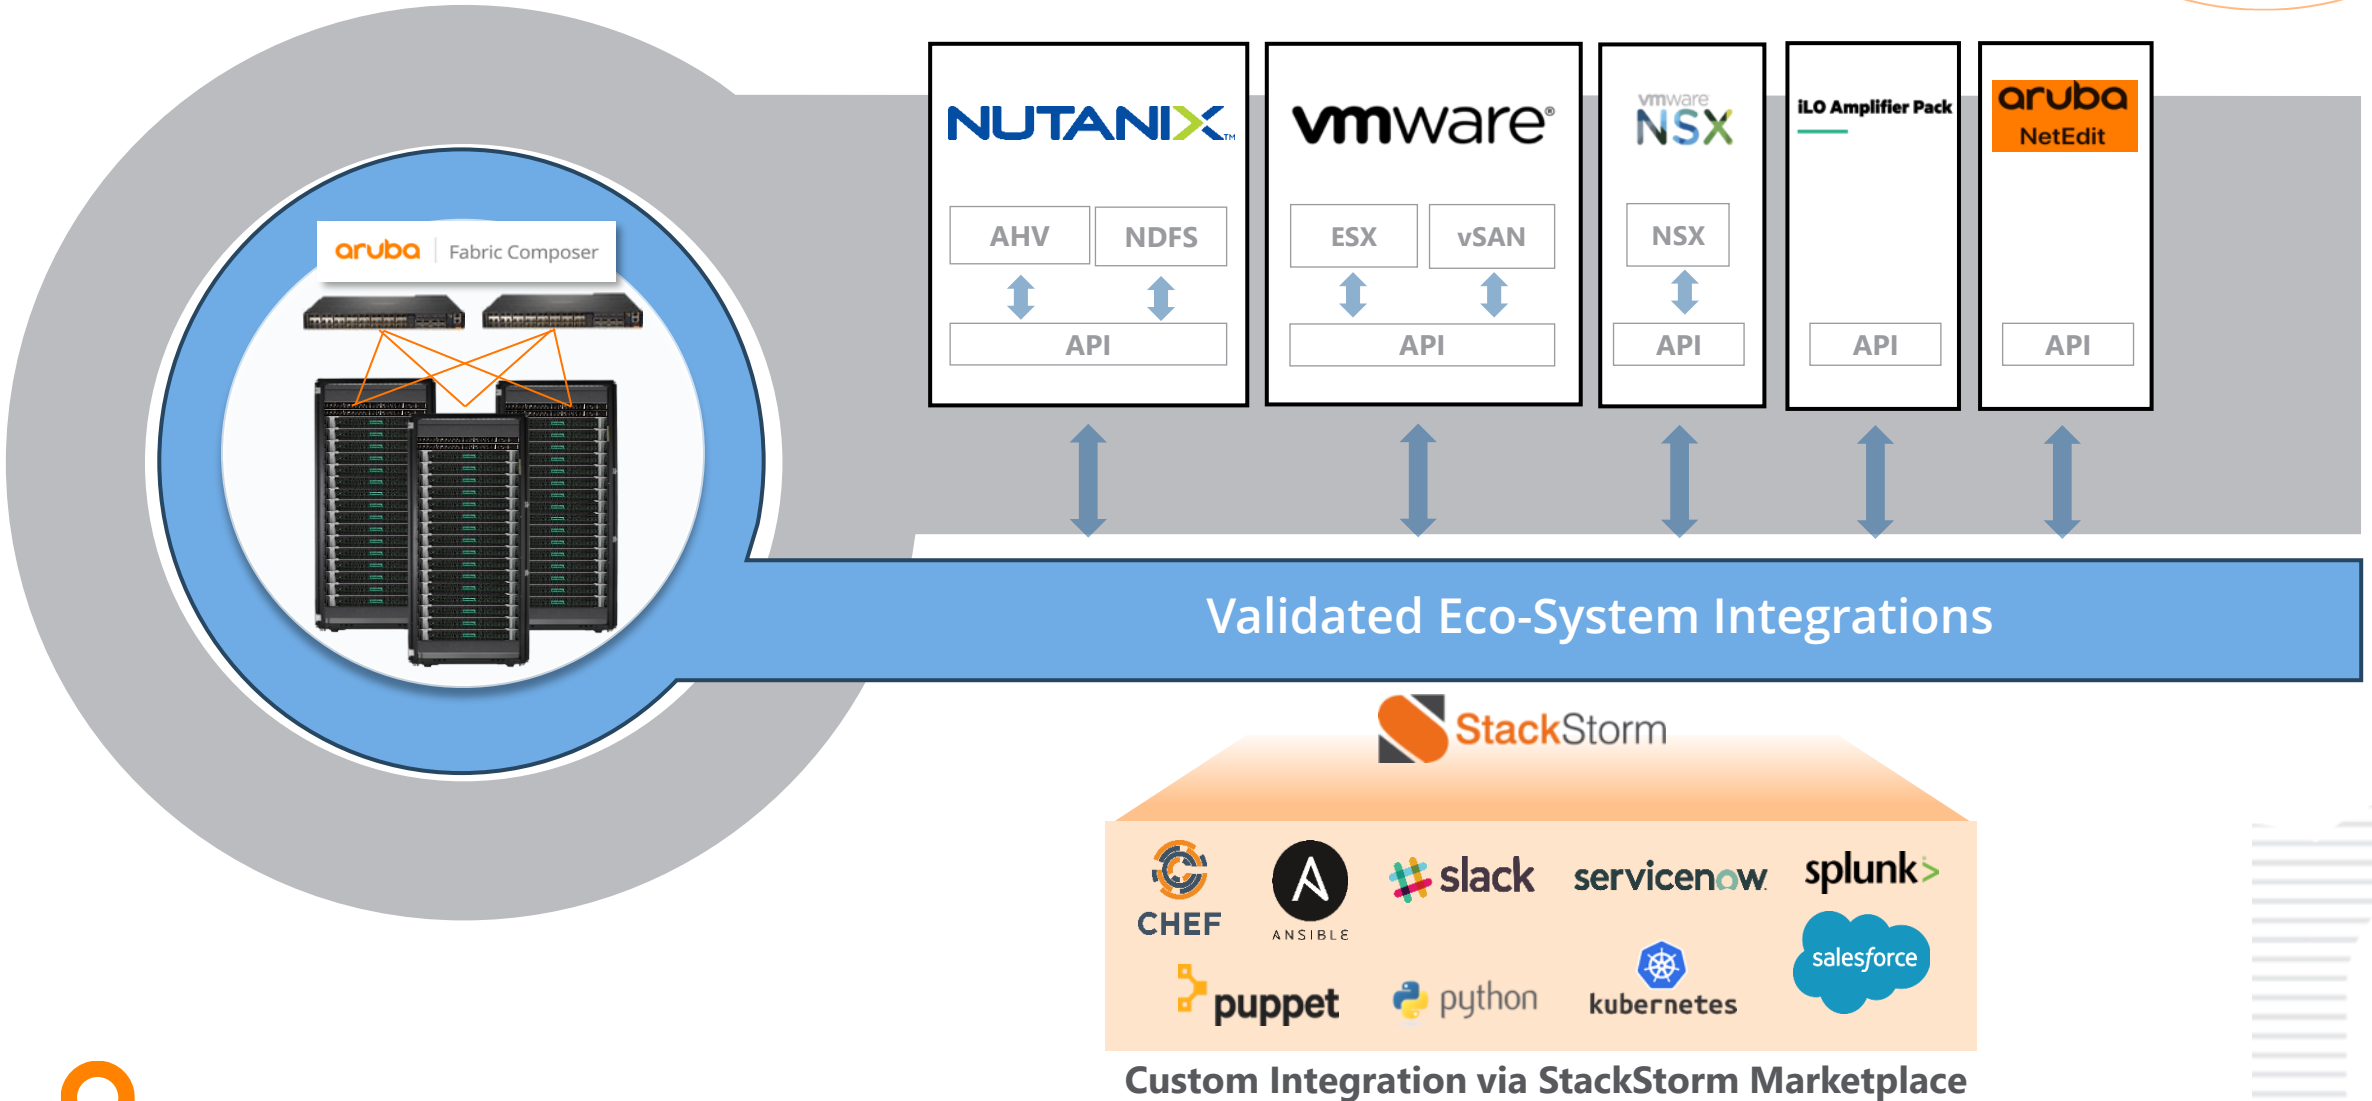 aruba Fabric Composer
NUTANIX™
AHV NDFS
API
vmware®
ESX vSAN
API
vmware
NSX
NSX
API
iLO Amplifier Pack
API
aruba
NetEdit
API
Validated Eco-System Integrations
StackStorm
CHEF
ANSIBLE
slack
servicenow
splunk>
puppet
python
kubernetes
salesforce
Custom Integration via StackStorm Marketplace